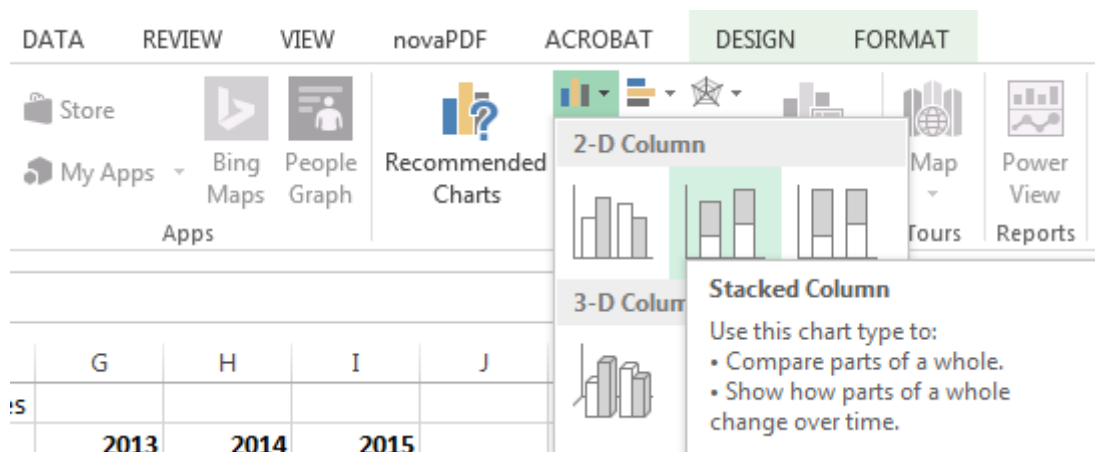 DATA REVIEW VIEW novaPDF ACROBAT DESIGN FORMAT
Store
My Apps
Bing Maps
People Graph
Recommended Charts
Map
Power View
Apps
Tours
Reports
2-D Column
3-D Colum
Stacked Column
Use this chart type to:
• Compare parts of a whole.
• Show how parts of a whole
change over time.
G H I J
es
2013 2014 2015